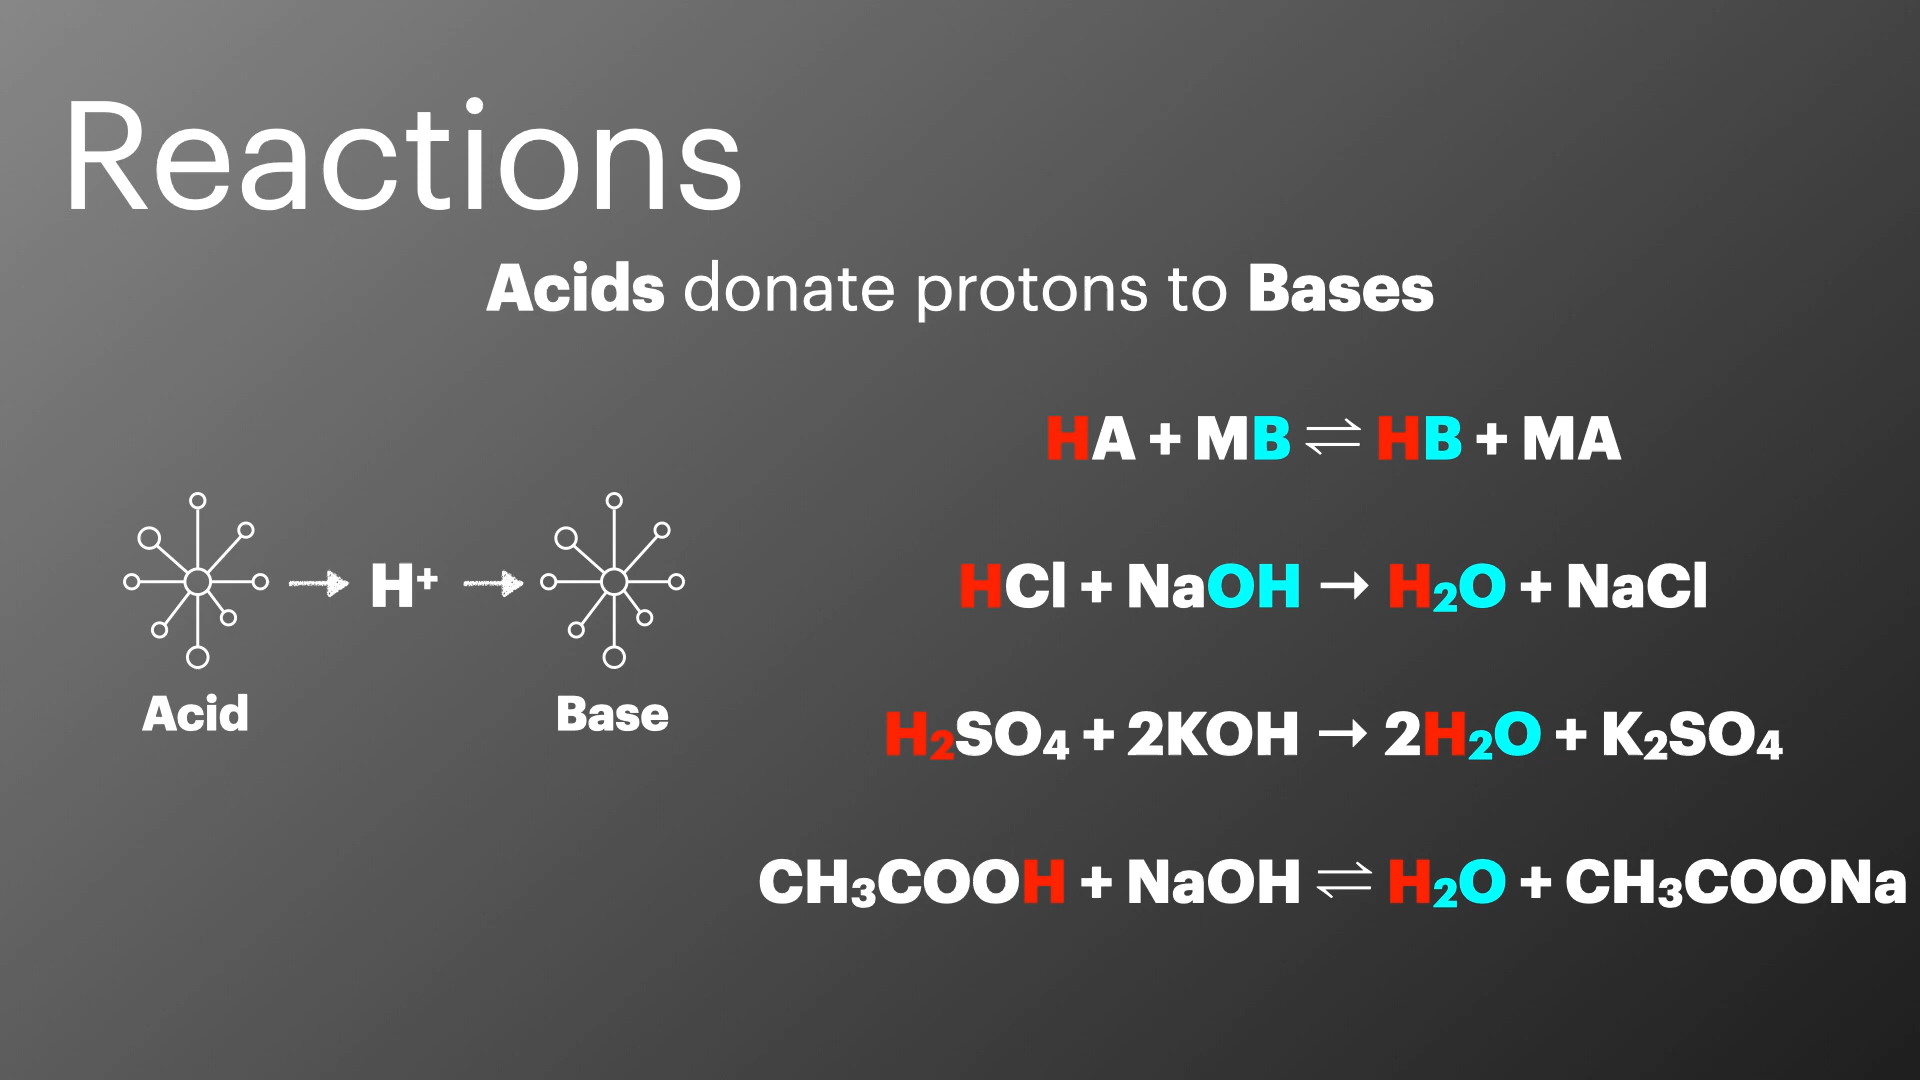 Reactions
Acids donate protons to Bases
HA + MB ⇌ HB + MA
HCl + NaOH → H₂O + NaCl
H₂SO₄ + 2KOH → 2H₂O + K₂SO₄
CH₃COOH + NaOH ⇌ H₂O + CH₃COONa
H⁺
Acid
Base